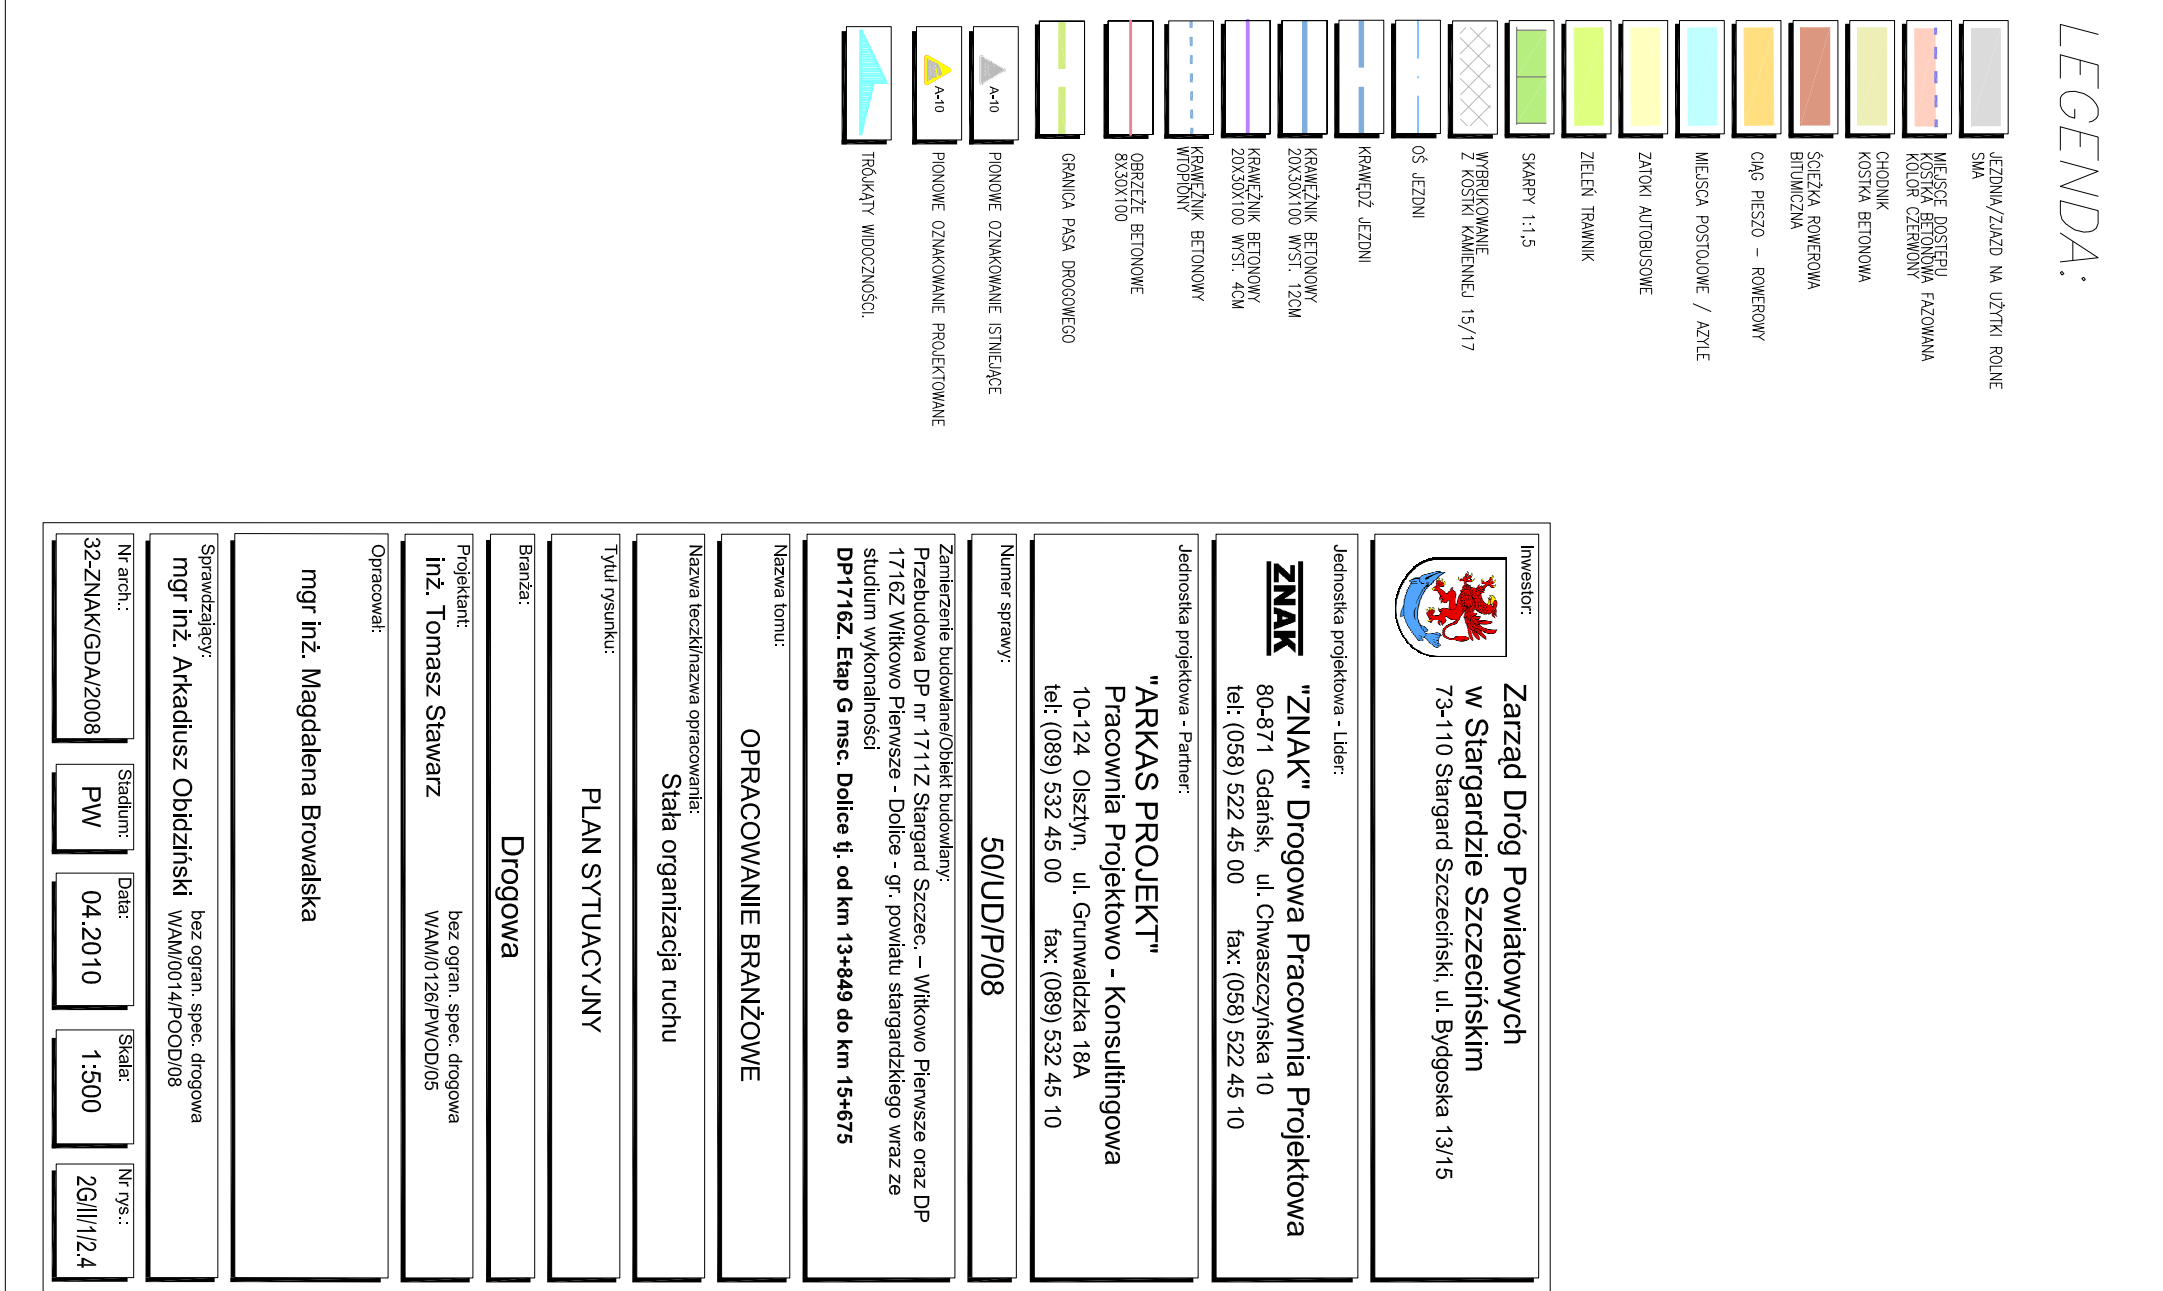 LEGENDA:
JEZDNIA/ZJAZD NA UŻYTKI ROLNE
SMA
MIEJSCE DOSTĘPU
KOSTKA BETONOWA FAZOWANA
KOLOR CZERWONY
CHODNIK
KOSTKA BETONOWA
ŚCIEŻKA ROWEROWA
BITUMICZNA
CIĄG PIESZO - ROWEROWY
MIEJSCA POSTOJOWE / AZYLE
ZATOKI AUTOBUSOWE
ZIELEŃ TRAWNIK
SKARPY 1:1,5
WYBRUKOWANIE
Z KOSTKI KAMIENNEJ 15/17
OŚ JEZDNI
KRAWĘDŹ JEZDNI
KRAWĘŻNIK BETONOWY
20X30X100 WYST. 12CM
KRAWĘŻNIK BETONOWY
20X30X100 WYST. 4CM
KRAWĘŻNIK BETONOWY
WTOPIONY
OBRZEŻE BETONOWE
8X30X100
GRANICA PASA DROGOWEGO
A-10
PIONOWE OZNAKOWANIE ISTNIEJĄCE
A-10
PIONOWE OZNAKOWANIE PROJEKTOWANE
TRÓJKĄTY WIDOCZNOŚCI.
Inwestor:
Zarząd Dróg Powiatowych
w Stargardzie Szczecińskim
73-110 Stargard Szczeciński, ul. Bydgoska 13/15
Jednostka projektowa - Lider:
ZNAK
"ZNAK" Drogowa Pracownia Projektowa
80-871 Gdańsk, ul. Chwaszczyńska 10
tel: (058) 522 45 00 fax: (058) 522 45 10
Jednostka projektowa - Partner:
"ARKAS PROJEKT"
Pracownia Projektowo - Konsultingowa
10-124 Olsztyn, ul. Grunwaldzka 18A
tel: (089) 532 45 00 fax: (089) 532 45 10
Numer sprawy:
50/UD/P/08
Zamierzenie budowlane/Obiekt budowlany:
Przebudowa DP nr 1711Z Stargard Szczec. – Witkowo Pierwsze oraz DP
1716Z Witkowo Pierwsze - Dolice - gr. powiatu stargardzkiego wraz ze
studium wykonalności
DP1716Z. Etap G msc. Dolice tj. od km 13+849 do km 15+675
Nazwa tomu:
OPRACOWANIE BRANŻOWE
Nazwa teczki/nazwa opracowania:
Stała organizacja ruchu
Tytuł rysunku:
PLAN SYTUACYJNY
Branża:
Drogowa
Projektant:
inż. Tomasz Stawarz
bez ogran. spec. drogowa
WAM/0126/PWOD/05
Opracował:
mgr inż. Magdalena Browalska
Sprawdzający:
mgr inż. Arkadiusz Obidziński
bez ogran. spec. drogowa
WAM/0014/POOD/08
Nr arch.:
32-ZNAK/GDA/2008
Stadium:
PW
Data:
04.2010
Skala:
1:500
Nr rys.:
2G/II/1/2.4